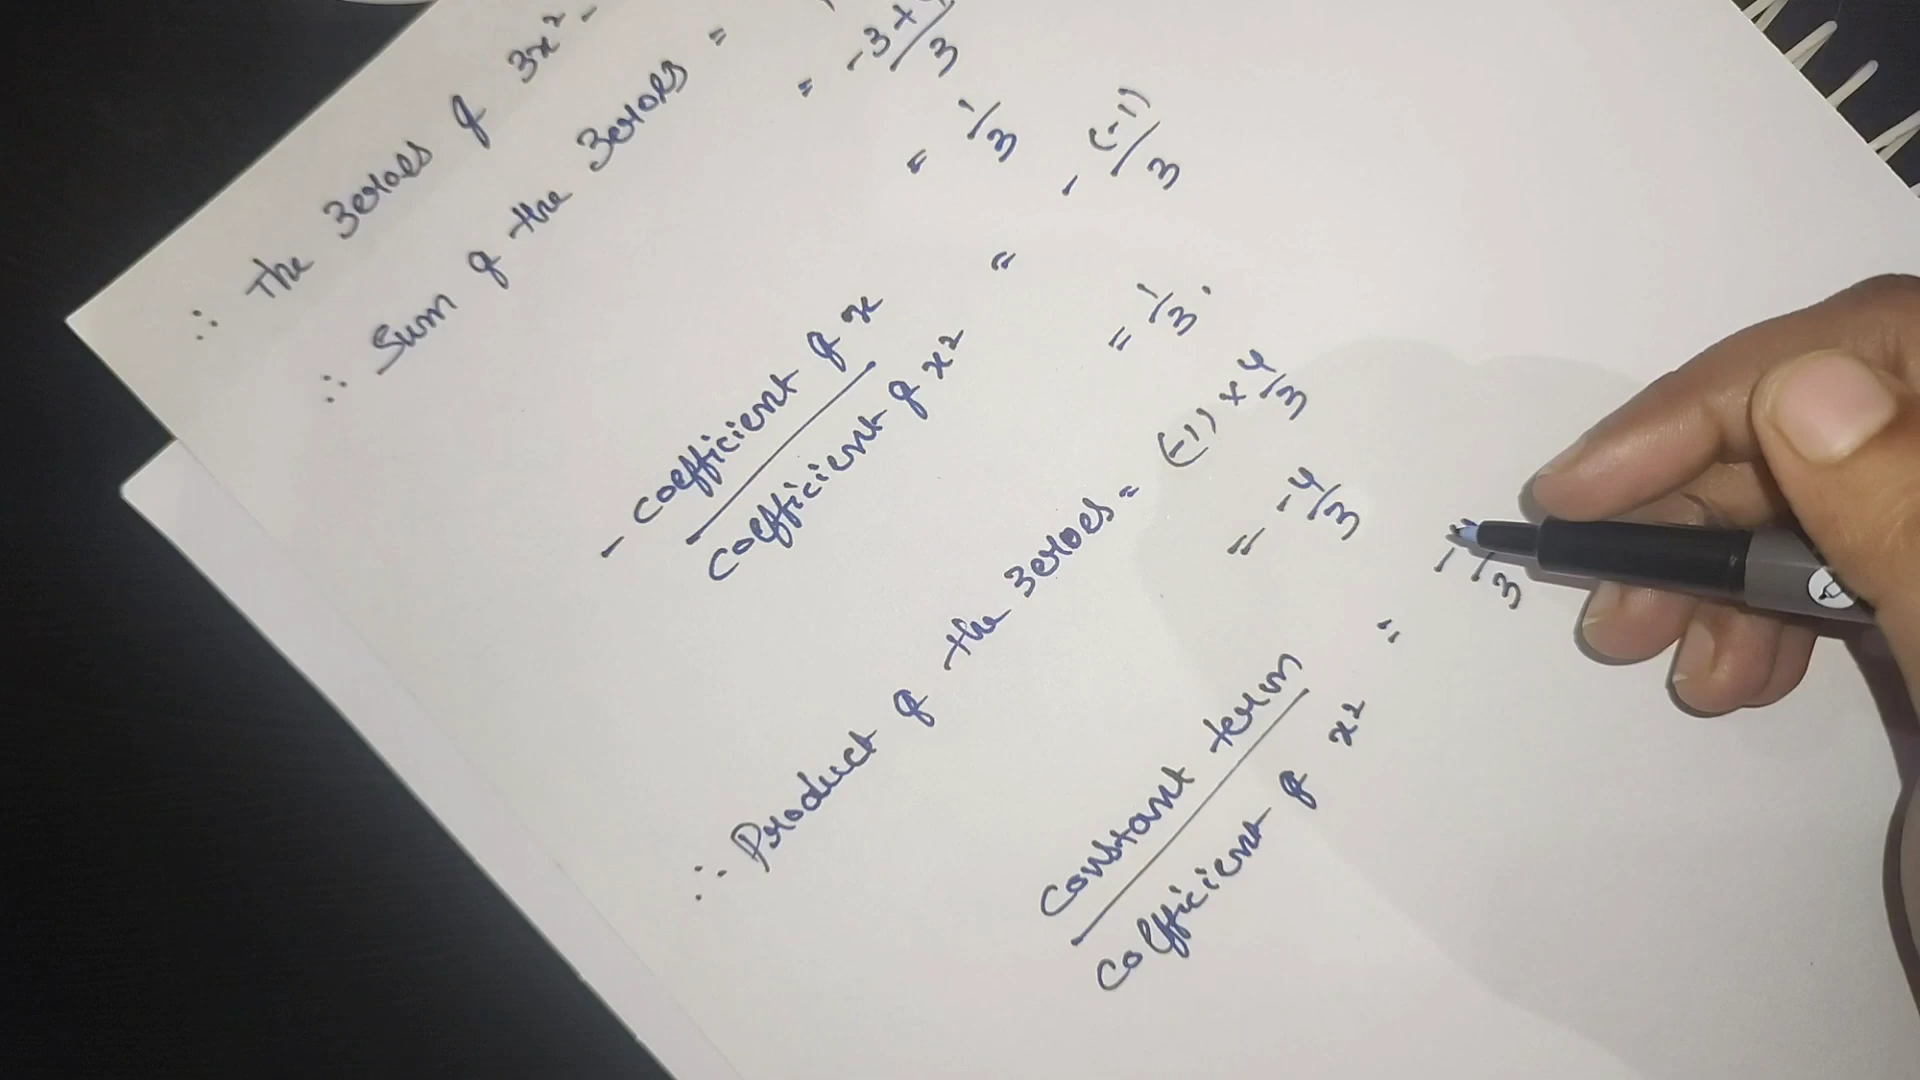 ∴ The zeroes of 3x² -
∴ Sum of the zeroes =
= -3+4/3
= 1/3
- coefficient of x / coefficient of x² = -(-1)/3
= 1/3.
∴ Product of the zeroes = (-1) × 4/3
= -4/3
constant term / coefficient of x² = -4/3